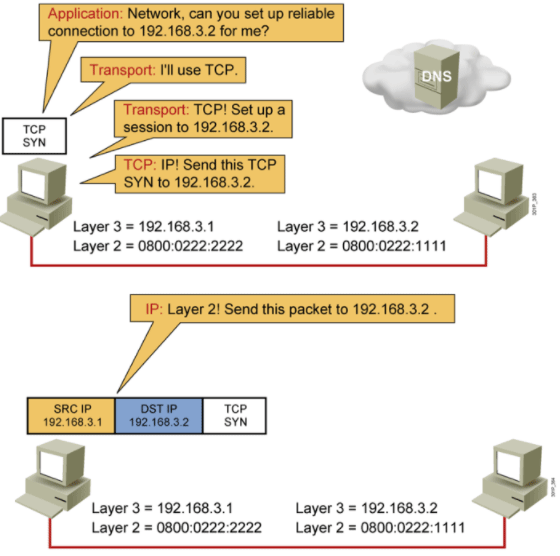 Application: Network, can you set up reliable
connection to 192.168.3.2 for me?
Transport: I'll use TCP.
DNS
Transport: TCP! Set up a
session to 192.168.3.2.
TCP
SYN
TCP: IP! Send this TCP
SYN to 192.168.3.2.
Layer 3 = 192.168.3.1
Layer 2 = 0800:0222:2222
Layer 3 = 192.168.3.2
Layer 2 = 0800:0222:1111
IP: Layer 2! Send this packet to 192.168.3.2 .
SRC IP
192.168.3.1
DST IP
192.168.3.2
TCP
SYN
Layer 3 = 192.168.3.1
Layer 2 = 0800:0222:2222
Layer 3 = 192.168.3.2
Layer 2 = 0800:0222:1111